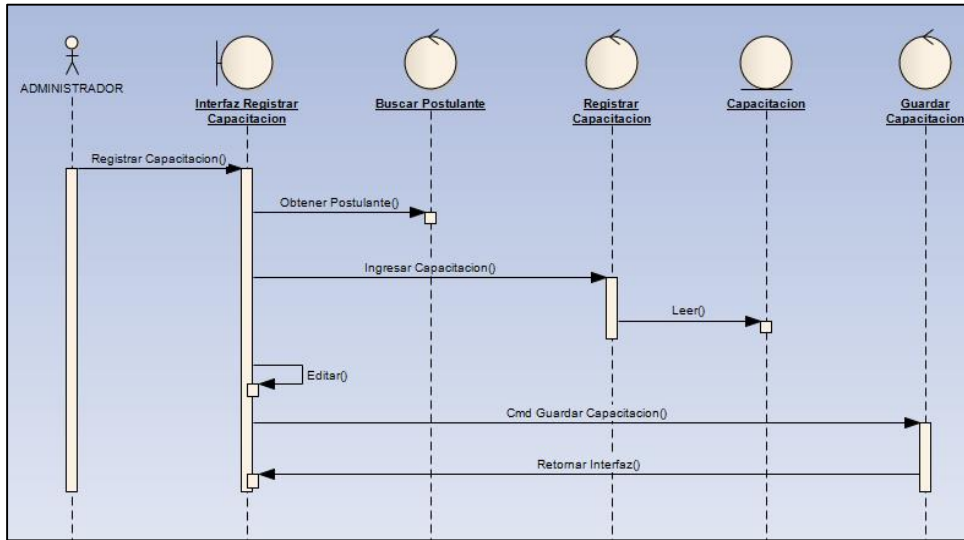 ADMINISTRADOR
Interfaz Registrar
Capacitacion
Buscar Postulante
Registrar
Capacitacion
Capacitacion
Guardar
Capacitacion
Registrar Capacitacion()
Obtener Postulante()
Ingresar Capacitacion()
Leer()
Editar()
Cmd Guardar Capacitacion()
Retornar Interfaz()